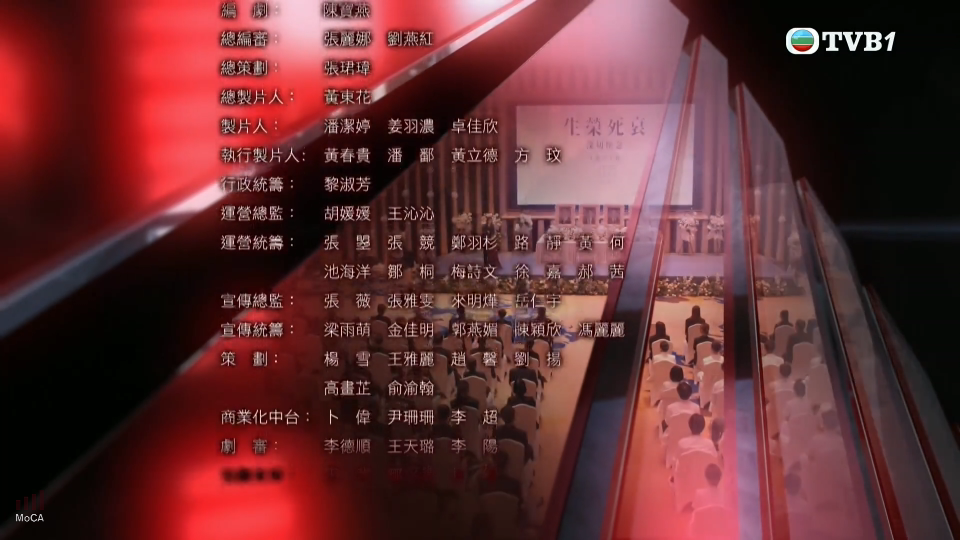 編 劇： 陳寶燕
TVB1
總編審： 張麗娜 劉燕紅
總策劃： 張珺瑋
總製片人： 黃東花
製片人： 潘潔婷 姜羽濃 卓佳欣
生榮死哀
執行製片人： 黃春貴 潘 鄱 黃立德 方 玟
行政統籌： 黎淑芳
運營總監： 胡媛媛 王沁沁
運營統籌： 張 曌 張 競 鄭羽杉 路 靜 黃 何
池海洋 鄒 桐 梅詩文 徐 嘉 郝 茜
宣傳總監： 張 薇 張雅雯 來明燁 岳仁宇
宣傳統籌： 梁雨萌 金佳明 郭燕媚 陳穎欣 馮麗麗
策 劃： 楊 雪 王雅麗 趙 馨 劉 揚
高畫芷 俞渝翰
商業化中台： 卜 偉 尹珊珊 李 超
劇 審： 李德順 王天璐 李 陽
MoCA